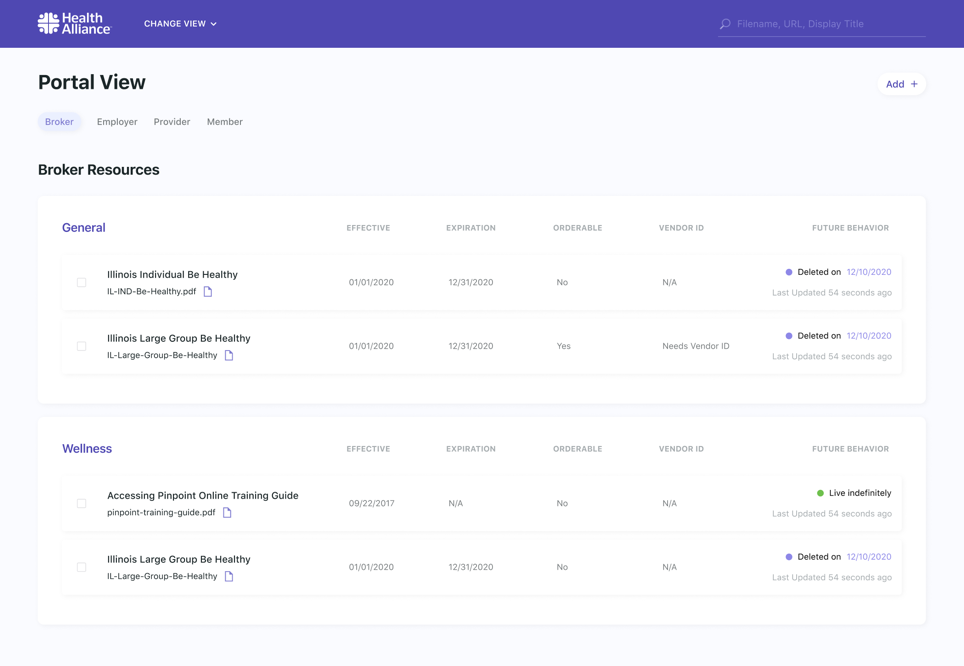 Health
Alliance
CHANGE VIEW
Filename, URL, Display Title
Portal View
Add +
Broker Employer Provider Member
Broker Resources
General EFFECTIVE EXPIRATION ORDERABLE VENDOR ID FUTURE BEHAVIOR
Illinois Individual Be Healthy
IL-IND-Be-Healthy.pdf
01/01/2020 12/31/2020 No N/A
Deleted on 12/10/2020
Last Updated 54 seconds ago
Illinois Large Group Be Healthy
IL-Large-Group-Be-Healthy
01/01/2020 12/31/2020 Yes Needs Vendor ID
Deleted on 12/10/2020
Last Updated 54 seconds ago
Wellness EFFECTIVE EXPIRATION ORDERABLE VENDOR ID FUTURE BEHAVIOR
Accessing Pinpoint Online Training Guide
pinpoint-training-guide.pdf
09/22/2017 N/A No N/A
Live indefinitely
Last Updated 54 seconds ago
Illinois Large Group Be Healthy
IL-Large-Group-Be-Healthy
01/01/2020 12/31/2020 No N/A
Deleted on 12/10/2020
Last Updated 54 seconds ago